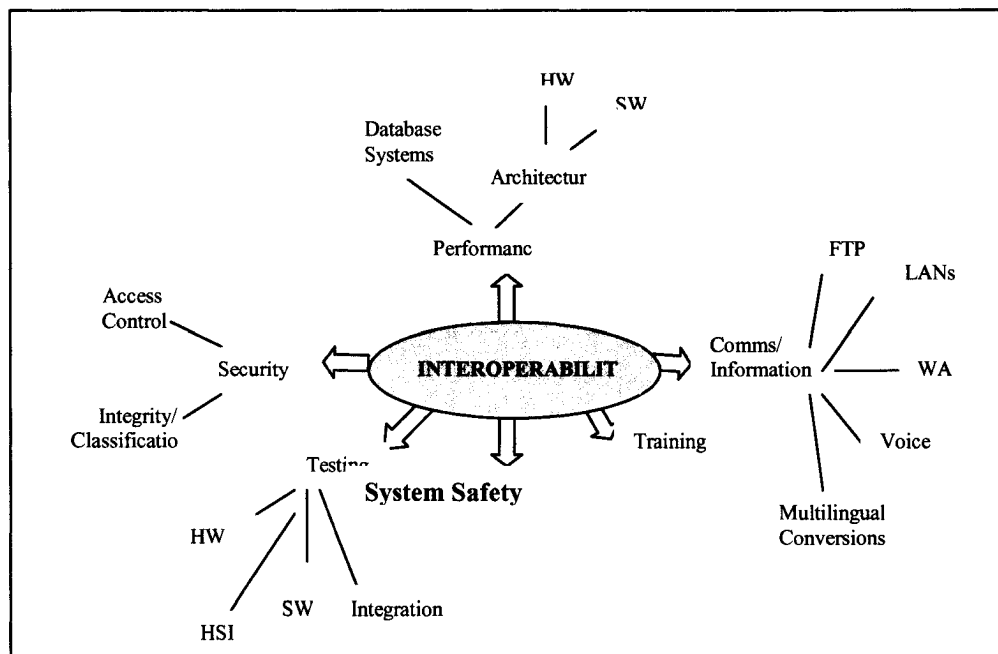 HW
SW
Database
Systems
Architectur
Performanc
FTP
LANs
Access
Control
Comms/
Information
INTEROPERABILIT
Security
WA
Integrity/
Classificatio
Training
Voice
Testing
System Safety
Multilingual
Conversions
HW
SW
Integration
HSI